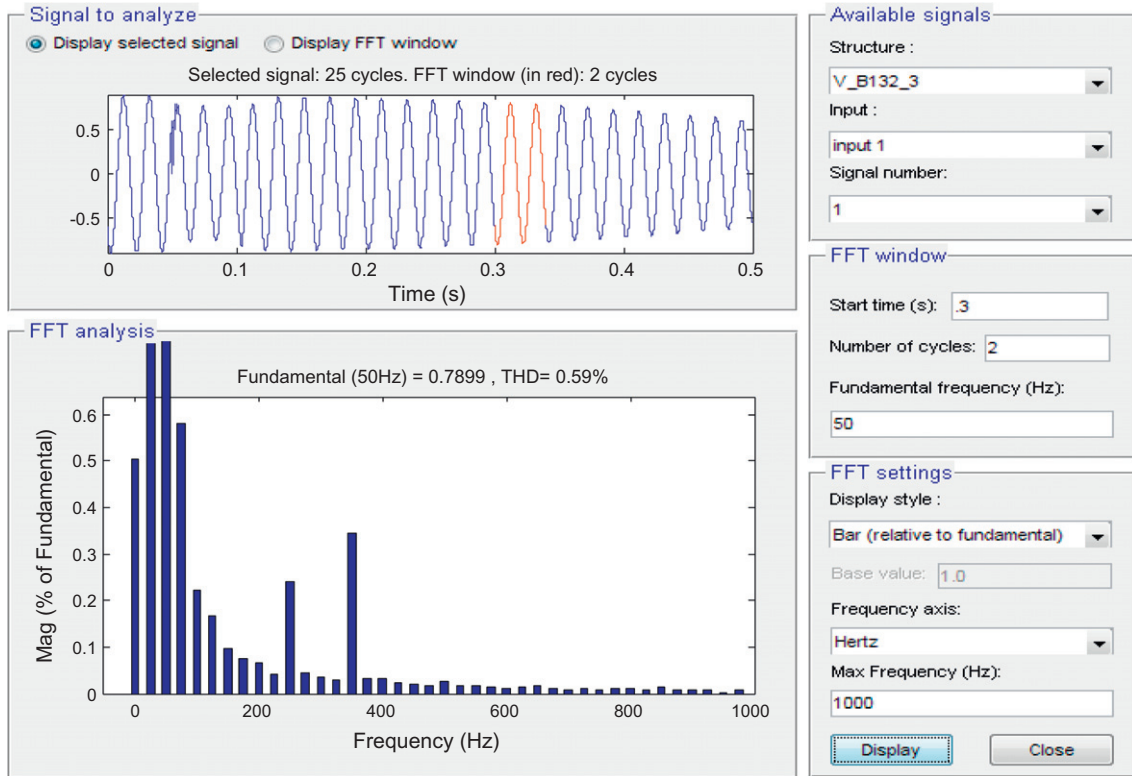 Signal to analyze
Display selected signal Display FFT window
Selected signal: 25 cycles. FFT window (in red): 2 cycles
0.5
0
-0.5
0 0.1 0.2 0.3 0.4 0.5
Time (s)
FFT analysis
Fundamental (50Hz) = 0.7899 , THD= 0.59%
0.6
0.5
0.4
0.3
0.2
0.1
0
Mag (% of Fundamental)
0 200 400 600 800 1000
Frequency (Hz)
Available signals
Structure :
V_B132_3
Input :
input 1
Signal number:
1
FFT window
Start time (s): .3
Number of cycles: 2
Fundamental frequency (Hz):
50
FFT settings
Display style :
Bar (relative to fundamental)
Base value: 1.0
Frequency axis:
Hertz
Max Frequency (Hz):
1000
Display Close